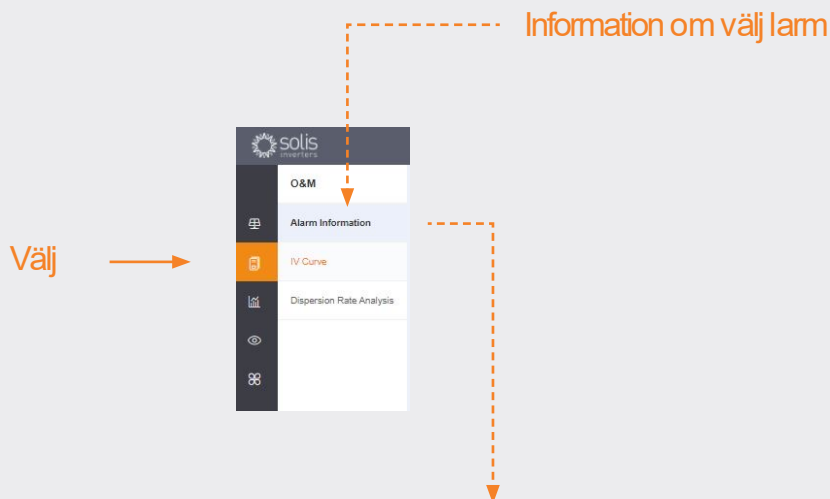 Information om välj larm
solis
inverters
O&M
Alarm Information
Välj
IV Curve
Dispersion Rate Analysis